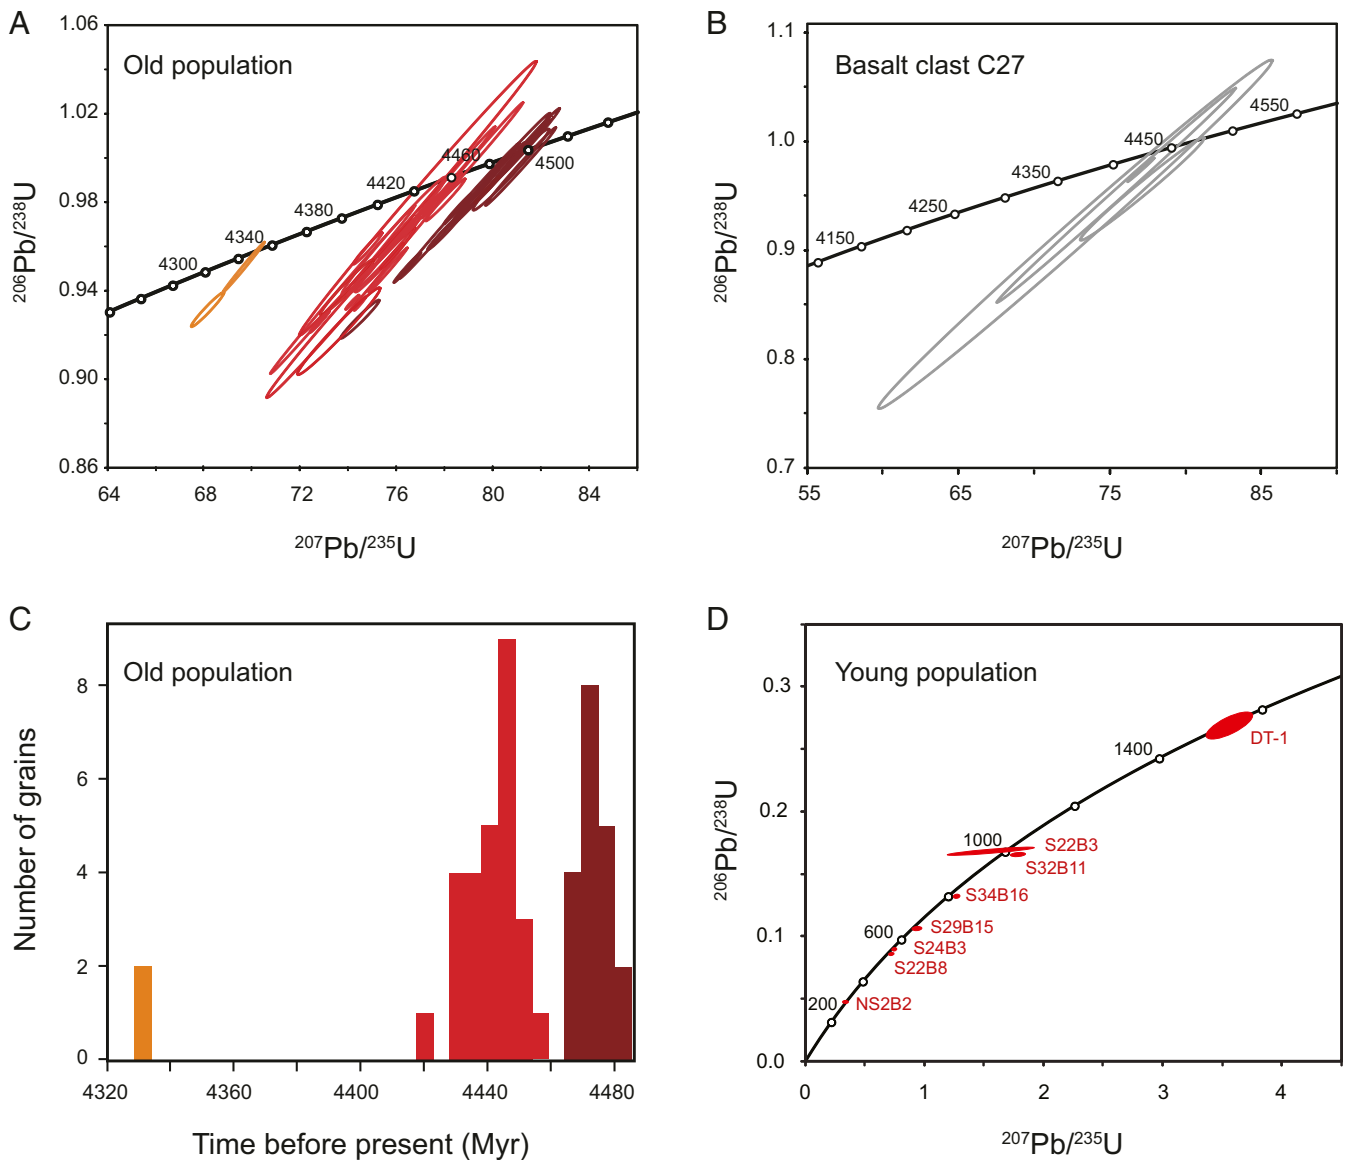 A
Old population
1.06
1.02
0.98
0.94
0.90
0.86
4300
4340
4380
4420
4460
4500
64
68
72
76
80
84
206Pb/238U
207Pb/235U
B
Basalt clast C27
1.1
1.0
0.9
0.8
0.7
4150
4250
4350
4450
4550
55
65
75
85
206Pb/238U
207Pb/235U
C
Old population
8
6
4
2
0
4320
4360
4400
4440
4480
Number of grains
Time before present (Myr)
D
Young population
0.3
0.2
0.1
0.0
1400
1000
600
200
DT-1
S22B3
S32B11
S34B16
S29B15
S24B3
S22B8
NS2B2
0
1
2
3
4
206Pb/238U
207Pb/235U